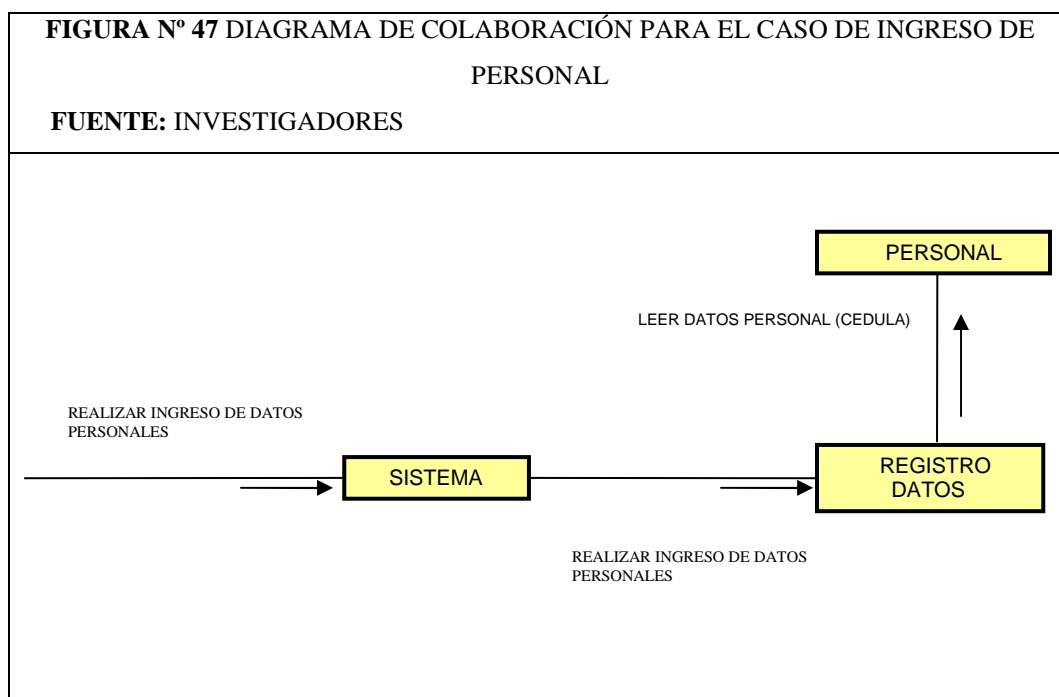 FIGURA Nº 47 DIAGRAMA DE COLABORACIÓN PARA EL CASO DE INGRESO DE
PERSONAL
FUENTE: INVESTIGADORES
PERSONAL
LEER DATOS PERSONAL (CEDULA)
REALIZAR INGRESO DE DATOS
PERSONALES
SISTEMA
REGISTRO
DATOS
REALIZAR INGRESO DE DATOS
PERSONALES